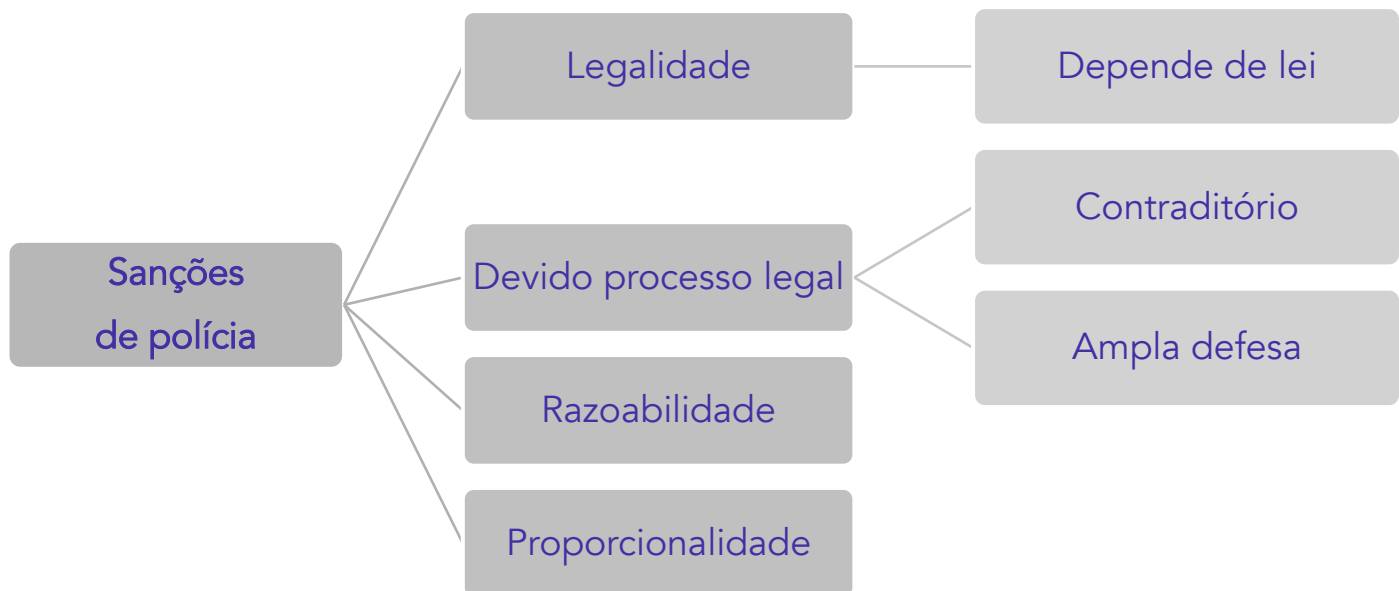 Sanções
de polícia
Legalidade
Depende de lei
Devido processo legal
Contraditório
Ampla defesa
Razoabilidade
Proporcionalidade